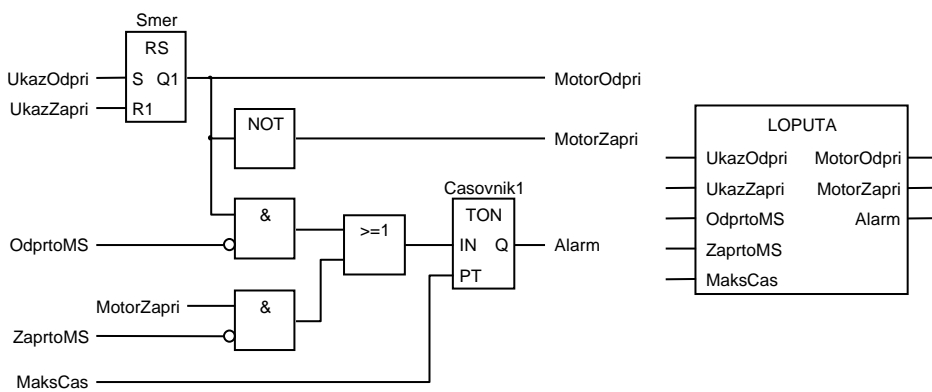 Smer
RS
UkazOdpri
S Q1
MotorOdpri
UkazZapri
R1
NOT
MotorZapri
Casovnik1
TON
&
>=1
IN Q
Alarm
OdprtoMS
PT
MotorZapri
&
ZaprtoMS
MaksCas
LOPUTA
UkazOdpri MotorOdpri
UkazZapri MotorZapri
OdprtoMS Alarm
ZaprtoMS
MaksCas